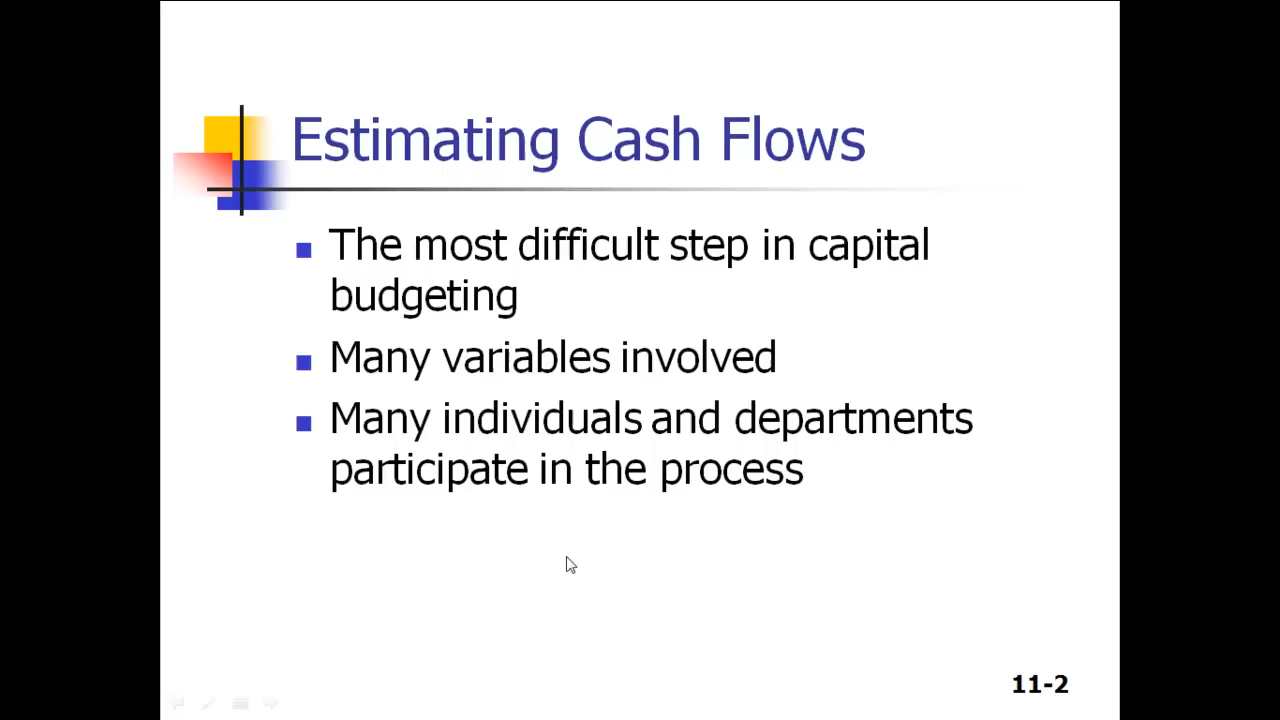 Estimating Cash Flows
The most difficult step in capital
budgeting
Many variables involved
Many individuals and departments
participate in the process
11-2